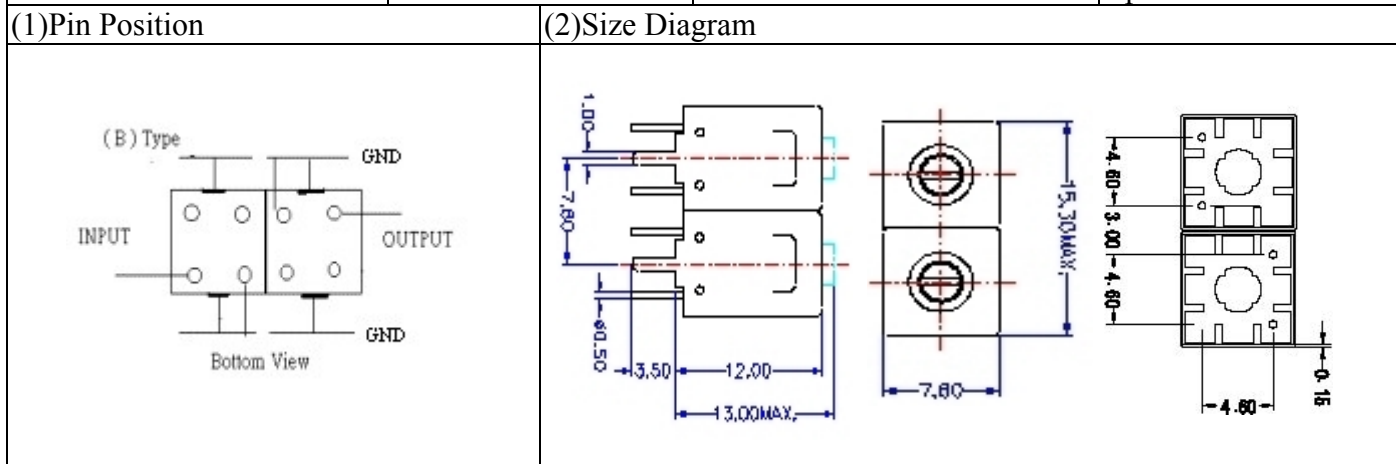 (1)Pin Position
(2)Size Diagram
(B) Type
GND
INPUT
OUTPUT
GND
Bottom View
1.00
7.60
ø0.50
3.50
12.00
13.00MAX.
15.30MAX.
7.60
4.60
3.00
4.60
0.15
4.60